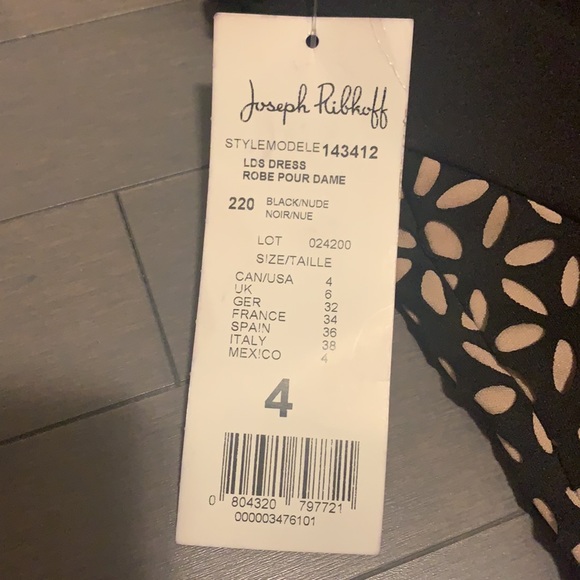 Joseph Ribkoff
STYLEMODELE 143412
LDS DRESS
ROBE POUR DAME
220 BLACK/NUDE
NOIR/NUE
LOT 024200
SIZE/TAILLE
CAN/USA 4
UK 6
GER 32
FRANCE 34
SPAIN 36
ITALY 38
MEXICO 4
4
0 804320 797721
000003476101